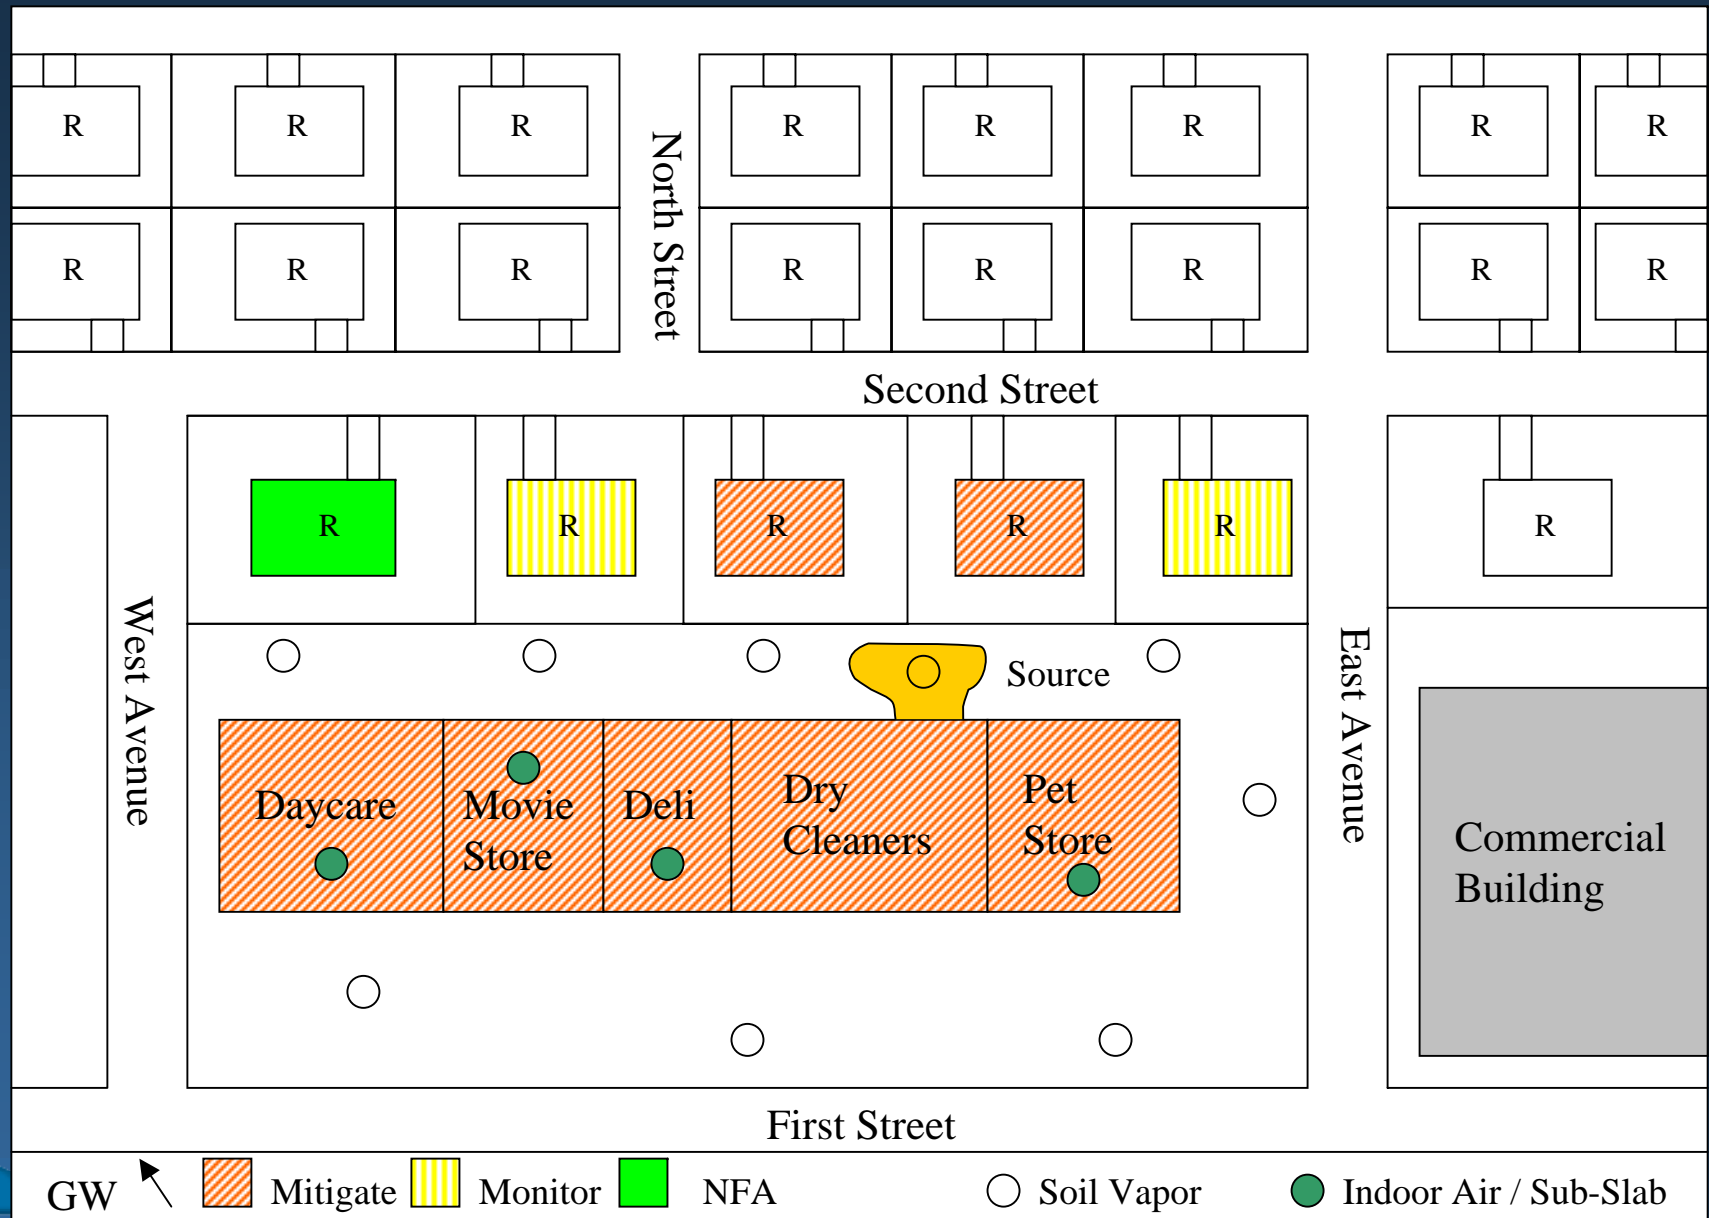 R R R R R R R R
North Street
R R R R R R R R
Second Street
R R R R R R
West Avenue
East Avenue
Source
Daycare
Movie
Store
Deli
Dry
Cleaners
Pet
Store
Commercial
Building
First Street
GW Mitigate Monitor NFA Soil Vapor Indoor Air / Sub-Slab